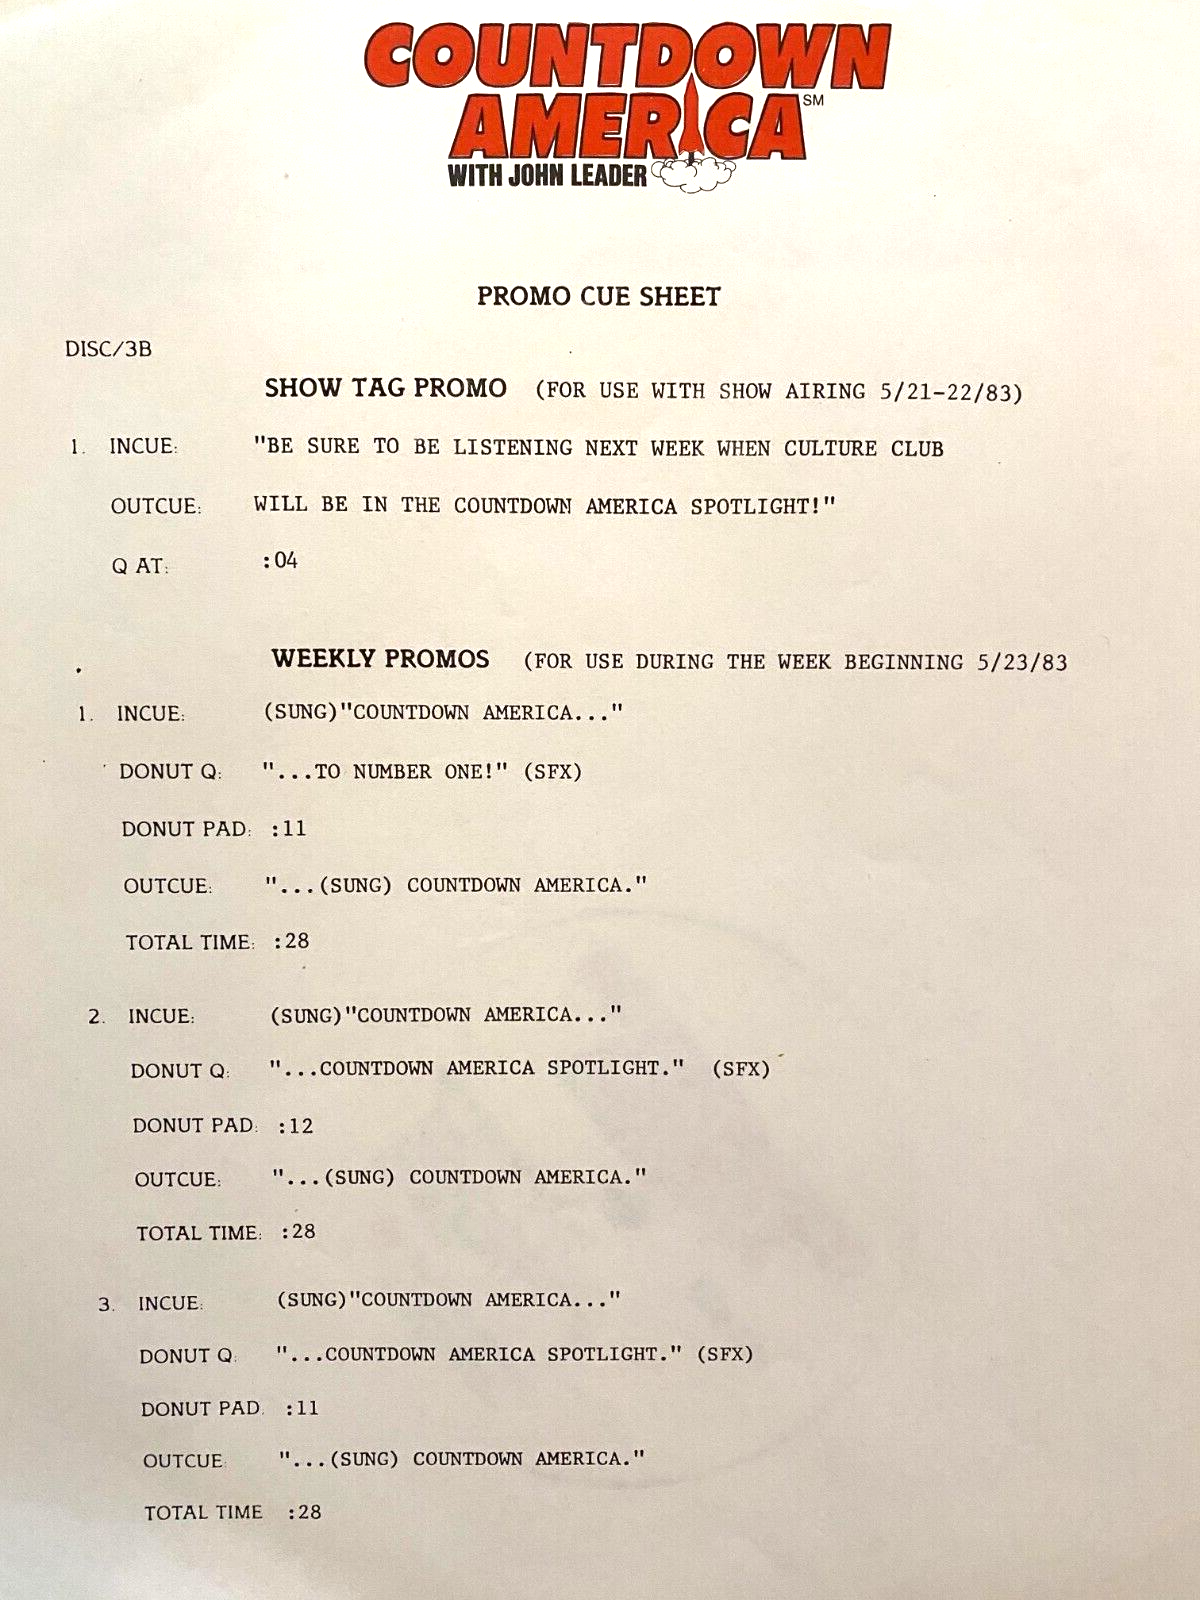 COUNTDOWN
AMERICA SM
WITH JOHN LEADER
PROMO CUE SHEET
DISC/3B
SHOW TAG PROMO (FOR USE WITH SHOW AIRING 5/21-22/83)
1. INCUE: "BE SURE TO BE LISTENING NEXT WEEK WHEN CULTURE CLUB
OUTCUE: WILL BE IN THE COUNTDOWN AMERICA SPOTLIGHT!"
Q AT: :04
WEEKLY PROMOS (FOR USE DURING THE WEEK BEGINNING 5/23/83
1. INCUE: (SUNG)"COUNTDOWN AMERICA..."
DONUT Q: "...TO NUMBER ONE!" (SFX)
DONUT PAD: :11
OUTCUE: "...(SUNG) COUNTDOWN AMERICA."
TOTAL TIME: :28
2. INCUE: (SUNG)"COUNTDOWN AMERICA..."
DONUT Q: "...COUNTDOWN AMERICA SPOTLIGHT." (SFX)
DONUT PAD: :12
OUTCUE: "...(SUNG) COUNTDOWN AMERICA."
TOTAL TIME: :28
3. INCUE: (SUNG)"COUNTDOWN AMERICA..."
DONUT Q: "...COUNTDOWN AMERICA SPOTLIGHT." (SFX)
DONUT PAD: :11
OUTCUE: "...(SUNG) COUNTDOWN AMERICA."
TOTAL TIME :28